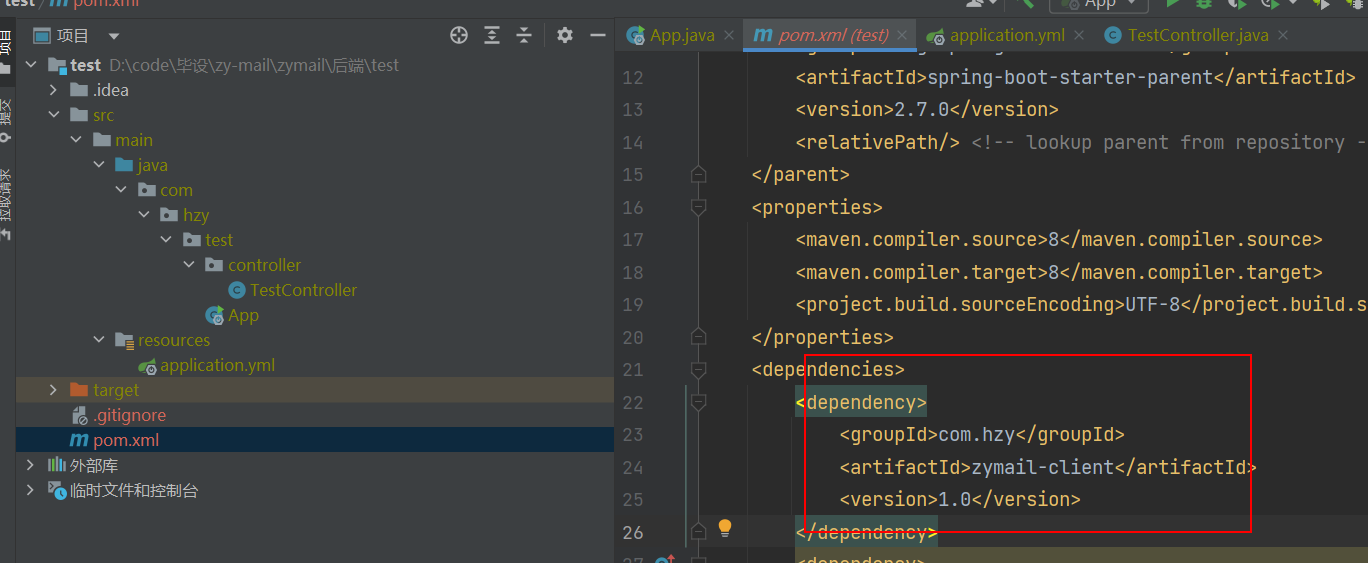 test / pom.xml
App
项目
test D:\code\毕设\zy-mail\zymail\后端\test
.idea
src
main
java
com
hzy
test
controller
TestController
App
resources
application.yml
target
.gitignore
pom.xml
外部库
临时文件和控制台
项目
提交
拉取请求
App.java
pom.xml (test)
application.yml
TestController.java
12 <artifactId>spring-boot-starter-parent</artifactId>
13 <version>2.7.0</version>
14 <relativePath/> <!-- lookup parent from repository -
15 </parent>
16 <properties>
17 <maven.compiler.source>8</maven.compiler.source>
18 <maven.compiler.target>8</maven.compiler.target>
19 <project.build.sourceEncoding>UTF-8</project.build.s
20 </properties>
21 <dependencies>
22 <dependency>
23 <groupId>com.hzy</groupId>
24 <artifactId>zymail-client</artifactId>
25 <version>1.0</version>
26 </dependency>
27 <dependency>